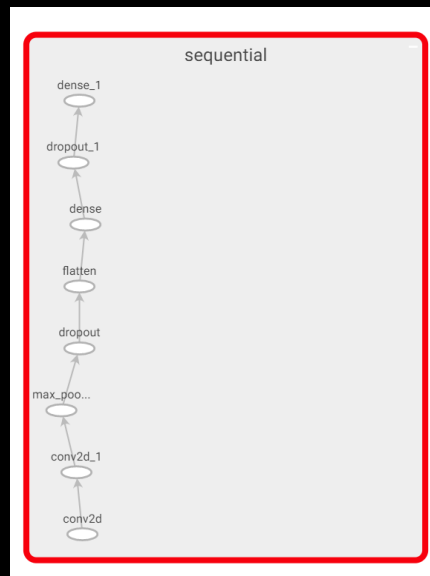 sequential
dense_1
dropout_1
dense
flatten
dropout
max_poo...
conv2d_1
conv2d